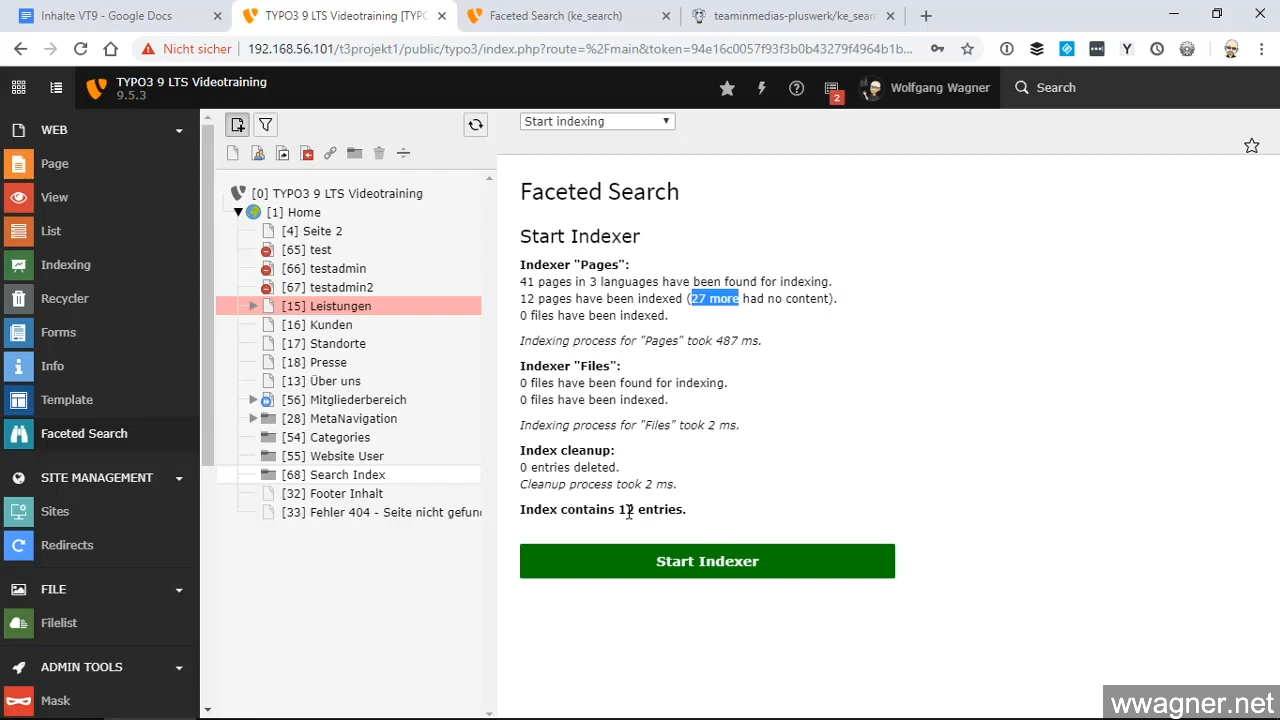 Inhalte VT9 - Google Docs
TYPO3 9 LTS Videotraining [TYPO
Faceted Search (ke_search)
teaminmedias-pluswerk/ke_searc
Nicht sicher
192.168.56.101/t3projekt1/public/typo3/index.php?route=%2Fmain&token=94e16c0057f93f3b0b43279f4964b1b...
TYPO3 9 LTS Videotraining
9.5.3
2
Wolfgang Wagner
Search
WEB
Page
View
List
Indexing
Recycler
Forms
Info
Template
Faceted Search
SITE MANAGEMENT
Sites
Redirects
FILE
Filelist
ADMIN TOOLS
Mask
[0] TYPO3 9 LTS Videotraining
[1] Home
[4] Seite 2
[65] test
[66] testadmin
[67] testadmin2
[15] Leistungen
[16] Kunden
[17] Standorte
[18] Presse
[13] Über uns
[56] Mitgliederbereich
[28] MetaNavigation
[54] Categories
[55] Website User
[68] Search Index
[32] Footer Inhalt
[33] Fehler 404 - Seite nicht gefun
Start indexing
Faceted Search
Start Indexer
Indexer "Pages":
41 pages in 3 languages have been found for indexing.
12 pages have been indexed (27 more had no content).
0 files have been indexed.
Indexing process for "Pages" took 487 ms.
Indexer "Files":
0 files have been found for indexing.
0 files have been indexed.
Indexing process for "Files" took 2 ms.
Index cleanup:
0 entries deleted.
Cleanup process took 2 ms.
Index contains 12 entries.
Start Indexer
wwagner.net